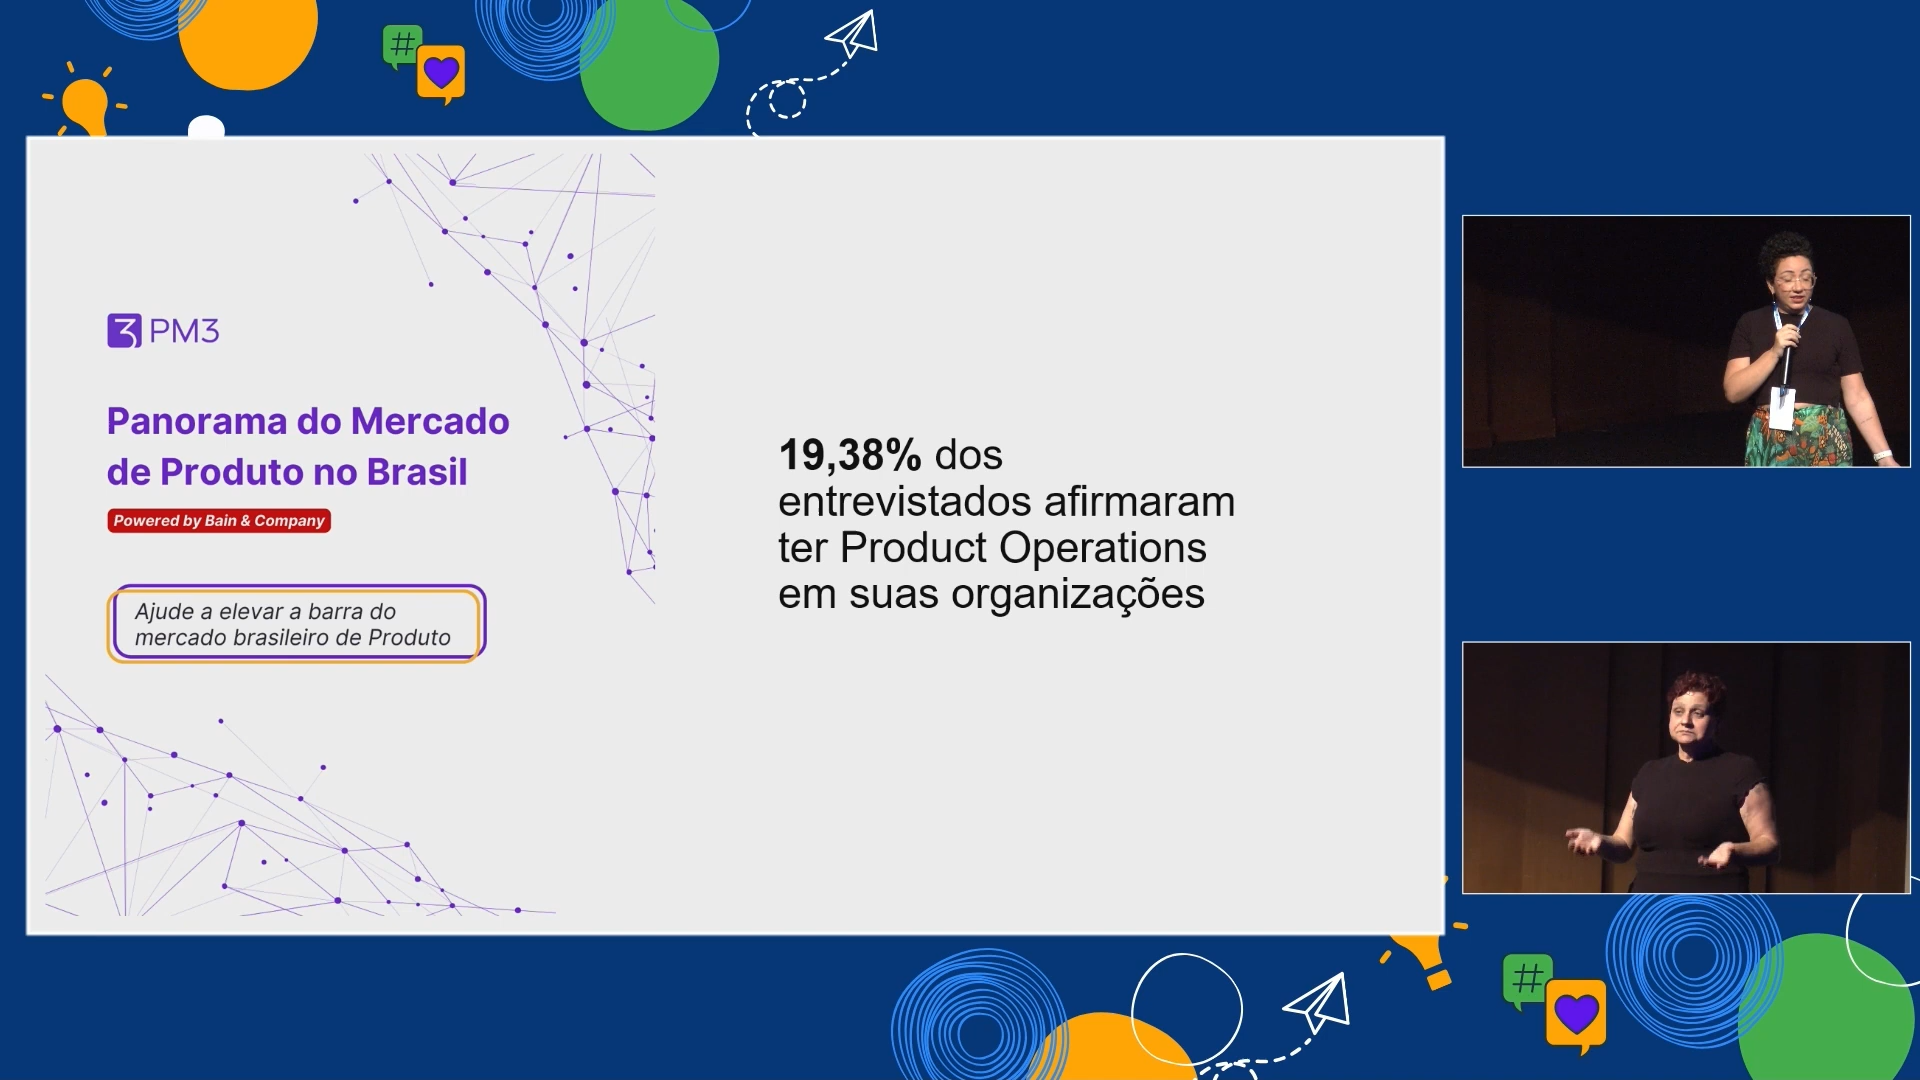 #
3 PM3
Panorama do Mercado
de Produto no Brasil
Powered by Bain & Company
Ajude a elevar a barra do
mercado brasileiro de Produto
19,38% dos
entrevistados afirmaram
ter Product Operations
em suas organizações
#